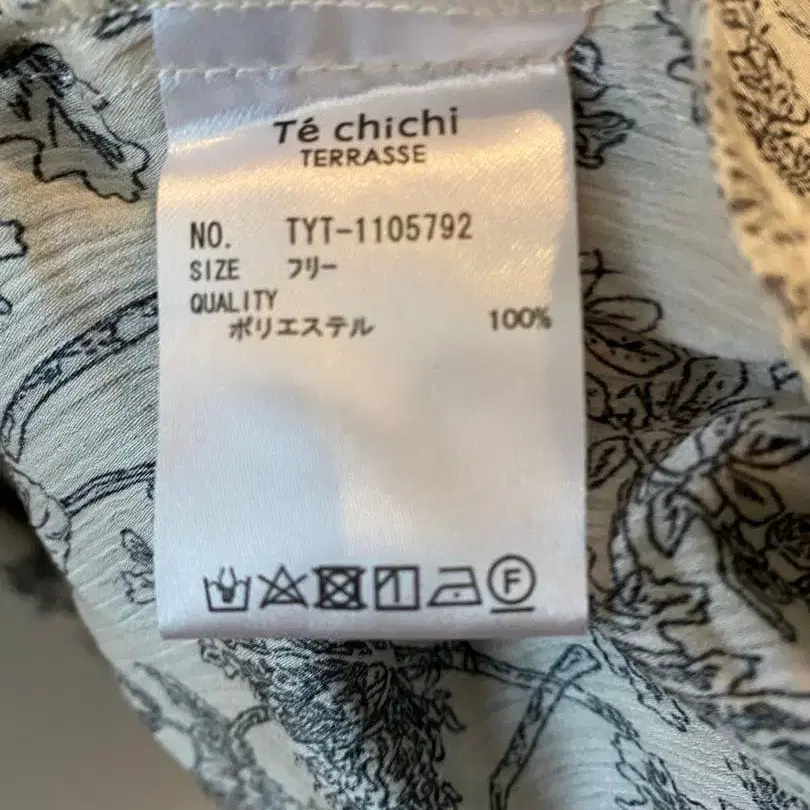 Té chichi
TERRASSE
NO. TYT-1105792
SIZE フリー
QUALITY
ポリエステル 100%
F